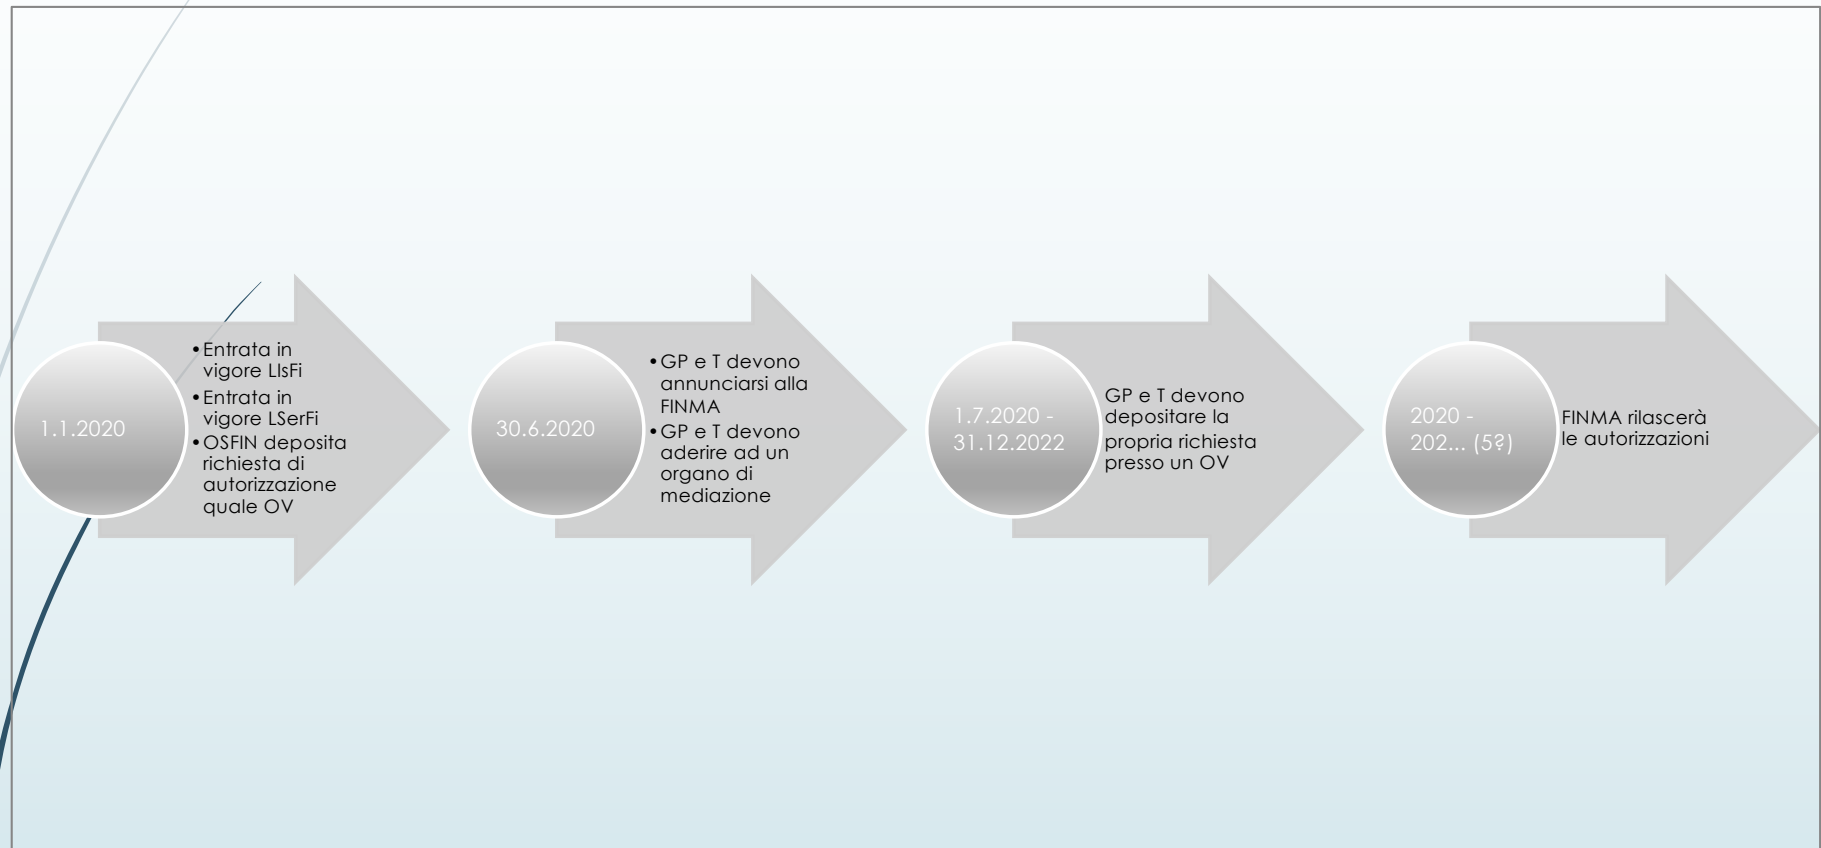 1.1.2020
•Entrata in
vigore LIsFi
•Entrata in
vigore LSerFi
•OSFIN deposita
richiesta di
autorizzazione
quale OV
30.6.2020
•GP e T devono
annunciarsi alla
FINMA
•GP e T devono
aderire ad un
organo di
mediazione
1.7.2020 -
31.12.2022
GP e T devono
depositare la
propria richiesta
presso un OV
2020 -
202... (5?)
FINMA rilascerà
le autorizzazioni